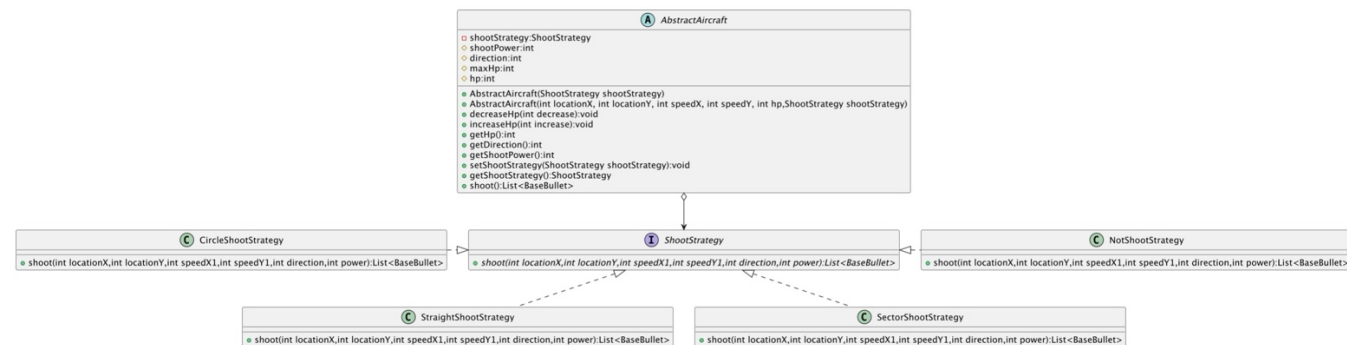 A AbstractAircraft
shootStrategy:ShootStrategy
shootPower:int
direction:int
maxHp:int
hp:int
AbstractAircraft(ShootStrategy shootStrategy)
AbstractAircraft(int locationX, int locationY, int speedX, int speedY, int hp,ShootStrategy shootStrategy)
decreaseHp(int decrease):void
increaseHp(int increase):void
getHp():int
getDirection():int
getShootPower():int
setShootStrategy(ShootStrategy shootStrategy):void
getShootStrategy():ShootStrategy
shoot():List<BaseBullet>
C CircleShootStrategy
shoot(int locationX,int locationY,int speedX1,int speedY1,int direction,int power):List<BaseBullet>
I ShootStrategy
shoot(int locationX,int locationY,int speedX1,int speedY1,int direction,int power):List<BaseBullet>
C NotShootStrategy
shoot(int locationX,int locationY,int speedX1,int speedY1,int direction,int power):List<BaseBullet>
C StraightShootStrategy
shoot(int locationX,int locationY,int speedX1,int speedY1,int direction,int power):List<BaseBullet>
C SectorShootStrategy
shoot(int locationX,int locationY,int speedX1,int speedY1,int direction,int power):List<BaseBullet>